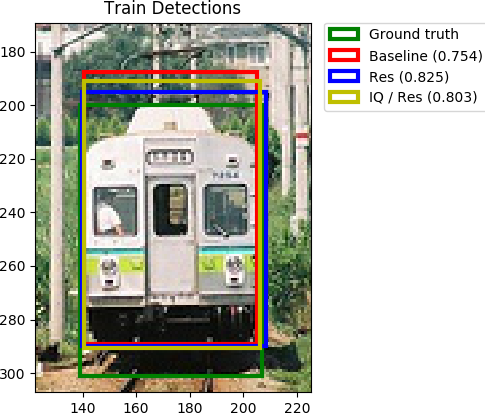 Train Detections
Ground truth
Baseline (0.754)
Res (0.825)
IQ / Res (0.803)
180
200
220
240
260
280
300
140 160 180 200 220